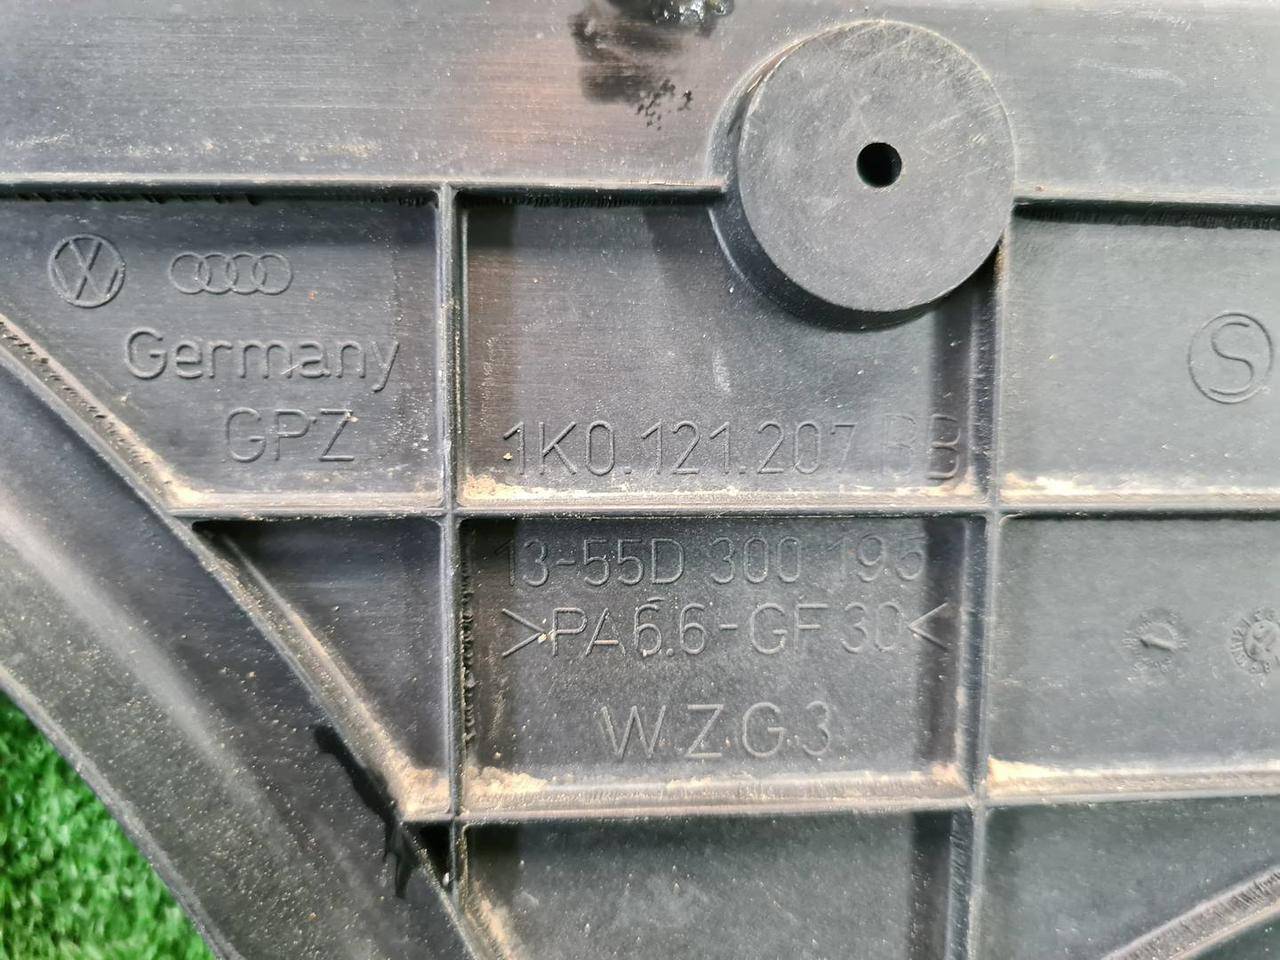 Germany
GPZ
1K0.121.207 BB
S
13-55D 300 195
>PA6.6-GF30<
WZG3